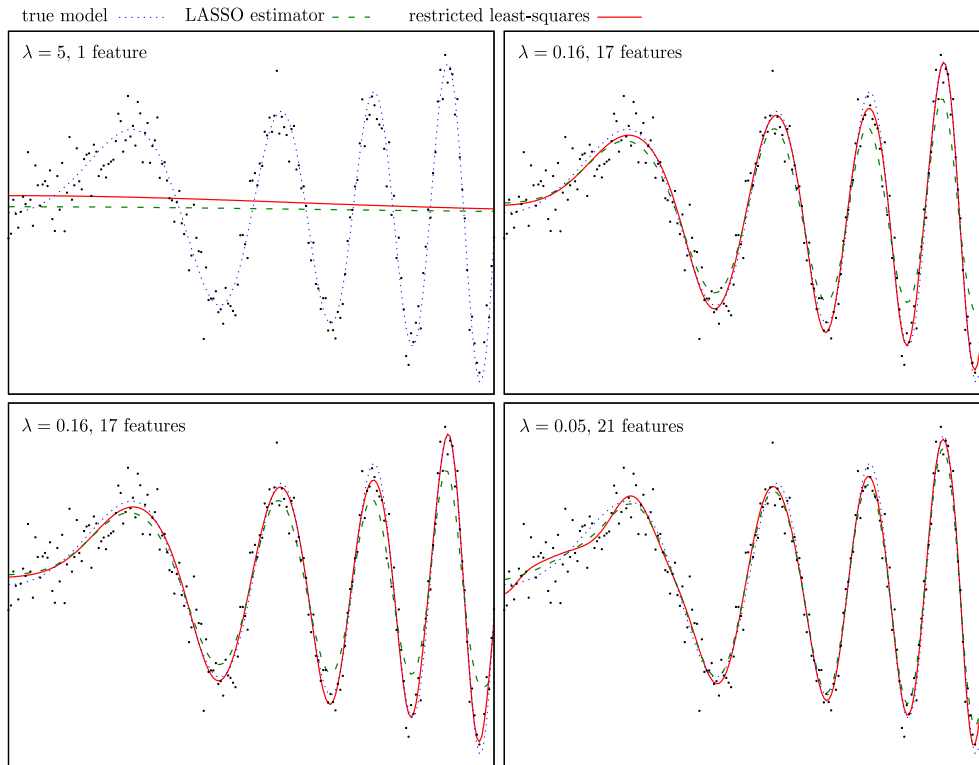 true model LASSO estimator restricted least-squares
λ = 5, 1 feature
λ = 0.16, 17 features
λ = 0.16, 17 features
λ = 0.05, 21 features